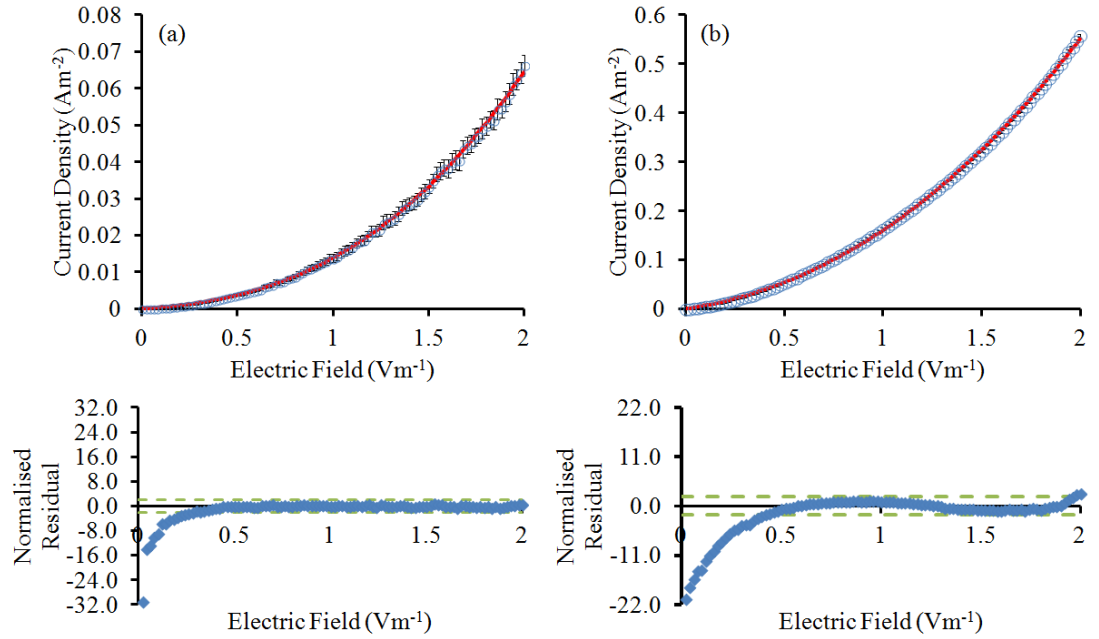 (a)
Current Density (Am-2)
0.08
0.07
0.06
0.05
0.04
0.03
0.02
0.01
0
0 0.5 1 1.5 2
Electric Field (Vm-1)
(b)
Current Density (Am-2)
0.6
0.5
0.4
0.3
0.2
0.1
0
0 0.5 1 1.5 2
Electric Field (Vm-1)
Normalised
Residual
32.0
24.0
16.0
8.0
0.0
-8.0
-16.0
-24.0
-32.0
0 0.5 1 1.5 2
Electric Field (Vm-1)
Normalised
Residual
22.0
11.0
0.0
-11.0
-22.0
0 0.5 1 1.5 2
Electric Field (Vm-1)